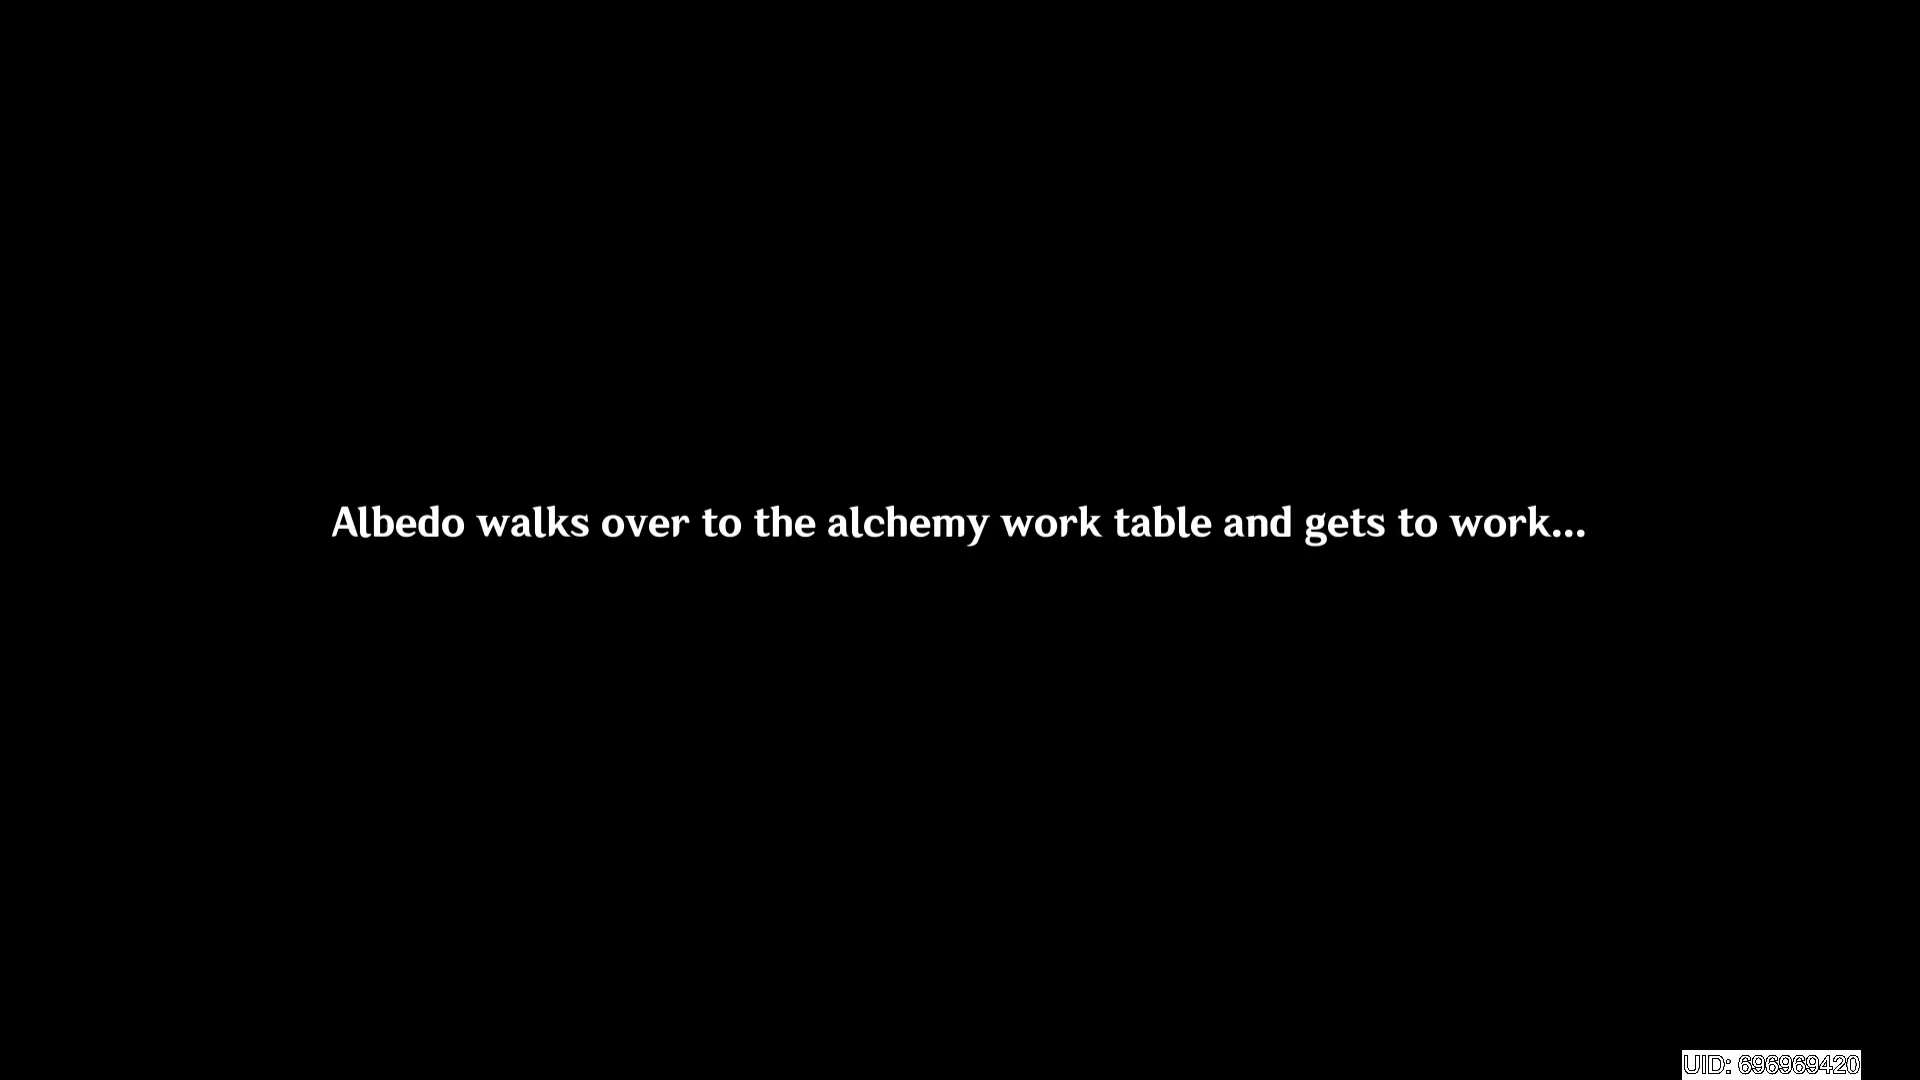 Albedo walks over to the alchemy work table and gets to work...
UID: 696969420